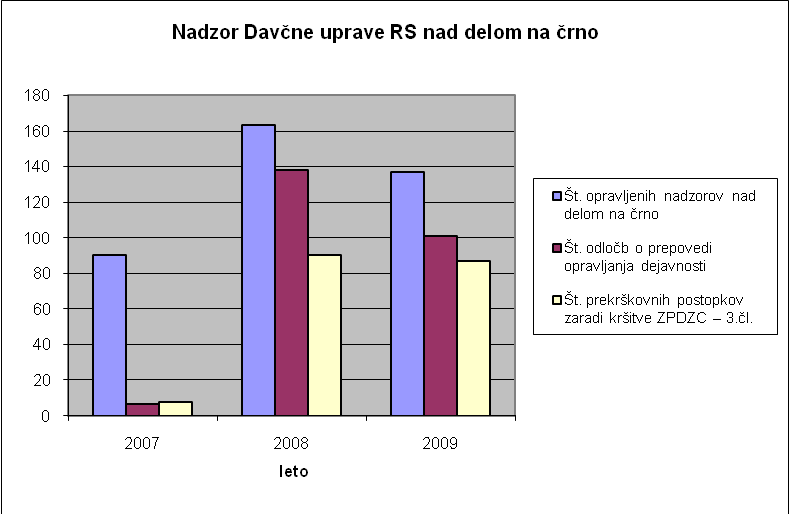 Nadzor Davčne uprave RS nad delom na črno
180
160
140
120
100
80
60
40
20
0
2007
2008
2009
leto
Št. opravljenih nadzorov nad
delom na črno
Št. odločb o prepovedi
opravljanja dejavnosti
Št. prekrškovnih postopkov
zaradi kršitve ZPDZC – 3.čl.